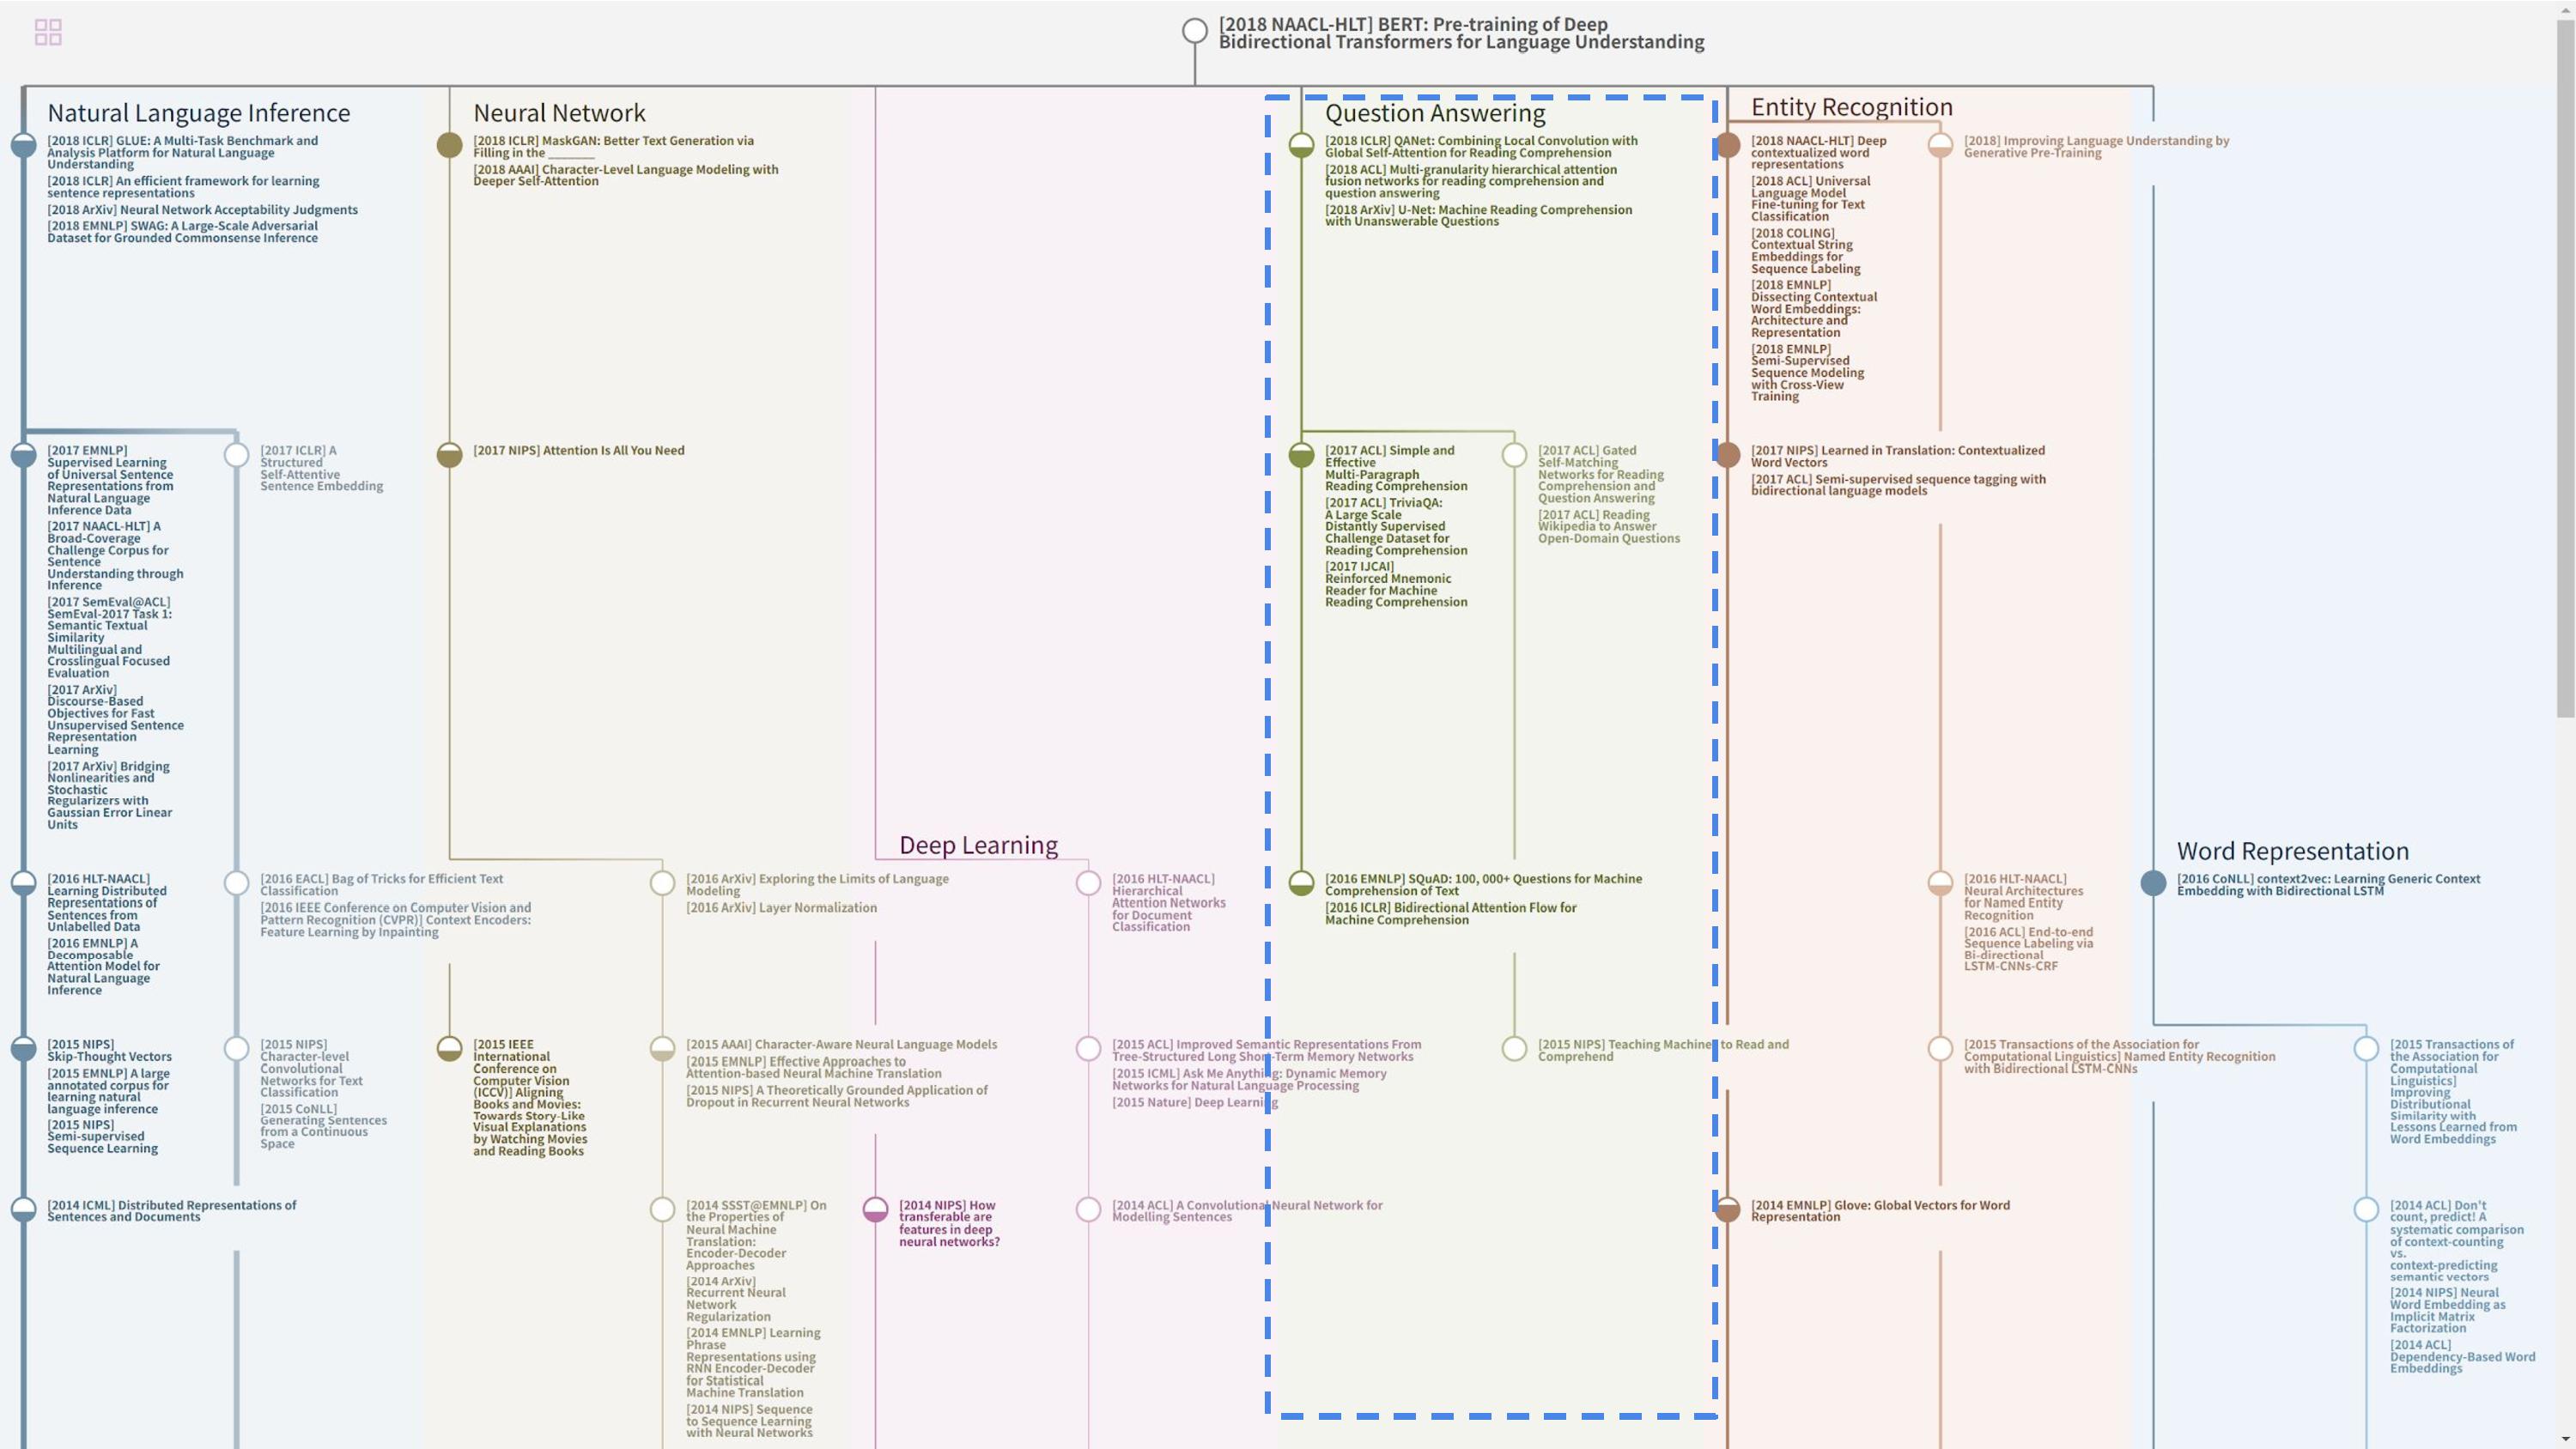 [2018 NAACL-HLT] BERT: Pre-training of Deep
Bidirectional Transformers for Language Understanding
Natural Language Inference
[2018 ICLR] GLUE: A Multi-Task Benchmark and
Analysis Platform for Natural Language
Understanding
[2018 ICLR] An efficient framework for learning
sentence representations
[2018 ArXiv] Neural Network Acceptability Judgments
[2018 EMNLP] SWAG: A Large-Scale Adversarial
Dataset for Grounded Commonsense Inference
[2017 EMNLP]
Supervised Learning
of Universal Sentence
Representations from
Natural Language
Inference Data
[2017 NAACL-HLT] A
Broad-Coverage
Challenge Corpus for
Sentence
Understanding through
Inference
[2017 SemEval@ACL]
SemEval-2017 Task 1:
Semantic Textual
Similarity
Multilingual and
Crosslingual Focused
Evaluation
[2017 ArXiv]
Discourse-Based
Objectives for Fast
Unsupervised Sentence
Representation
Learning
[2017 ArXiv] Bridging
Nonlinearities and
Stochastic
Regularizers with
Gaussian Error Linear
Units
[2017 ICLR] A
Structured
Self-Attentive
Sentence Embedding
[2016 HLT-NAACL]
Learning Distributed
Representations of
Sentences from
Unlabelled Data
[2016 EMNLP] A
Decomposable
Attention Model for
Natural Language
Inference
[2016 EACL] Bag of Tricks for Efficient Text
Classification
[2016 IEEE Conference on Computer Vision and
Pattern Recognition (CVPR)] Context Encoders:
Feature Learning by Inpainting
[2015 NIPS]
Skip-Thought Vectors
[2015 EMNLP] A large
annotated corpus for
learning natural
language inference
[2015 NIPS]
Semi-supervised
Sequence Learning
[2015 NIPS]
Character-level
Convolutional
Networks for Text
Classification
[2015 CoNLL]
Generating Sentences
from a Continuous
Space
[2014 ICML] Distributed Representations of
Sentences and Documents
Neural Network
[2018 ICLR] MaskGAN: Better Text Generation via
Filling in the _______
[2018 AAAI] Character-Level Language Modeling with
Deeper Self-Attention
[2017 NIPS] Attention Is All You Need
[2016 ArXiv] Exploring the Limits of Language
Modeling
[2016 ArXiv] Layer Normalization
[2015 IEEE
International
Conference on
Computer Vision
(ICCV)] Aligning
Books and Movies:
Towards Story-Like
Visual Explanations
by Watching Movies
and Reading Books
[2015 AAAI] Character-Aware Neural Language Models
[2015 EMNLP] Effective Approaches to
Attention-based Neural Machine Translation
[2015 NIPS] A Theoretically Grounded Application of
Dropout in Recurrent Neural Networks
[2014 SSST@EMNLP] On
the Properties of
Neural Machine
Translation:
Encoder-Decoder
Approaches
[2014 ArXiv]
Recurrent Neural
Network
Regularization
[2014 EMNLP] Learning
Phrase
Representations using
RNN Encoder-Decoder
for Statistical
Machine Translation
[2014 NIPS] Sequence
to Sequence Learning
with Neural Networks
Deep Learning
[2016 HLT-NAACL]
Hierarchical
Attention Networks
for Document
Classification
[2015 ACL] Improved Semantic Representations From
Tree-Structured Long Short-Term Memory Networks
[2015 ICML] Ask Me Anything: Dynamic Memory
Networks for Natural Language Processing
[2015 Nature] Deep Learning
[2014 NIPS] How
transferable are
features in deep
neural networks?
[2014 ACL] A Convolutional Neural Network for
Modelling Sentences
Question Answering
[2018 ICLR] QANet: Combining Local Convolution with
Global Self-Attention for Reading Comprehension
[2018 ACL] Multi-granularity hierarchical attention
fusion networks for reading comprehension and
question answering
[2018 ArXiv] U-Net: Machine Reading Comprehension
with Unanswerable Questions
[2017 ACL] Simple and
Effective
Multi-Paragraph
Reading Comprehension
[2017 ACL] TriviaQA:
A Large Scale
Distantly Supervised
Challenge Dataset for
Reading Comprehension
[2017 IJCAI]
Reinforced Mnemonic
Reader for Machine
Reading Comprehension
[2017 ACL] Gated
Self-Matching
Networks for Reading
Comprehension and
Question Answering
[2017 ACL] Reading
Wikipedia to Answer
Open-Domain Questions
[2016 EMNLP] SQuAD: 100, 000+ Questions for Machine
Comprehension of Text
[2016 ICLR] Bidirectional Attention Flow for
Machine Comprehension
[2015 NIPS] Teaching Machines to Read and
Comprehend
Entity Recognition
[2018 NAACL-HLT] Deep
contextualized word
representations
[2018 ACL] Universal
Language Model
Fine-tuning for Text
Classification
[2018 COLING]
Contextual String
Embeddings for
Sequence Labeling
[2018 EMNLP]
Dissecting Contextual
Word Embeddings:
Architecture and
Representation
[2018 EMNLP]
Semi-Supervised
Sequence Modeling
with Cross-View
Training
[2018] Improving Language Understanding by
Generative Pre-Training
[2017 NIPS] Learned in Translation: Contextualized
Word Vectors
[2017 ACL] Semi-supervised sequence tagging with
bidirectional language models
[2016 HLT-NAACL]
Neural Architectures
for Named Entity
Recognition
[2016 ACL] End-to-end
Sequence Labeling via
Bi-directional
LSTM-CNNs-CRF
[2015 Transactions of the Association for
Computational Linguistics] Named Entity Recognition
with Bidirectional LSTM-CNNs
[2014 EMNLP] Glove: Global Vectors for Word
Representation
Word Representation
[2016 CoNLL] context2vec: Learning Generic Context
Embedding with Bidirectional LSTM
[2015 Transactions of
the Association for
Computational
Linguistics]
Improving
Distributional
Similarity with
Lessons Learned from
Word Embeddings
[2014 ACL] Don't
count, predict! A
systematic comparison
of context-counting
vs.
context-predicting
semantic vectors
[2014 NIPS] Neural
Word Embedding as
Implicit Matrix
Factorization
[2014 ACL]
Dependency-Based Word
Embeddings